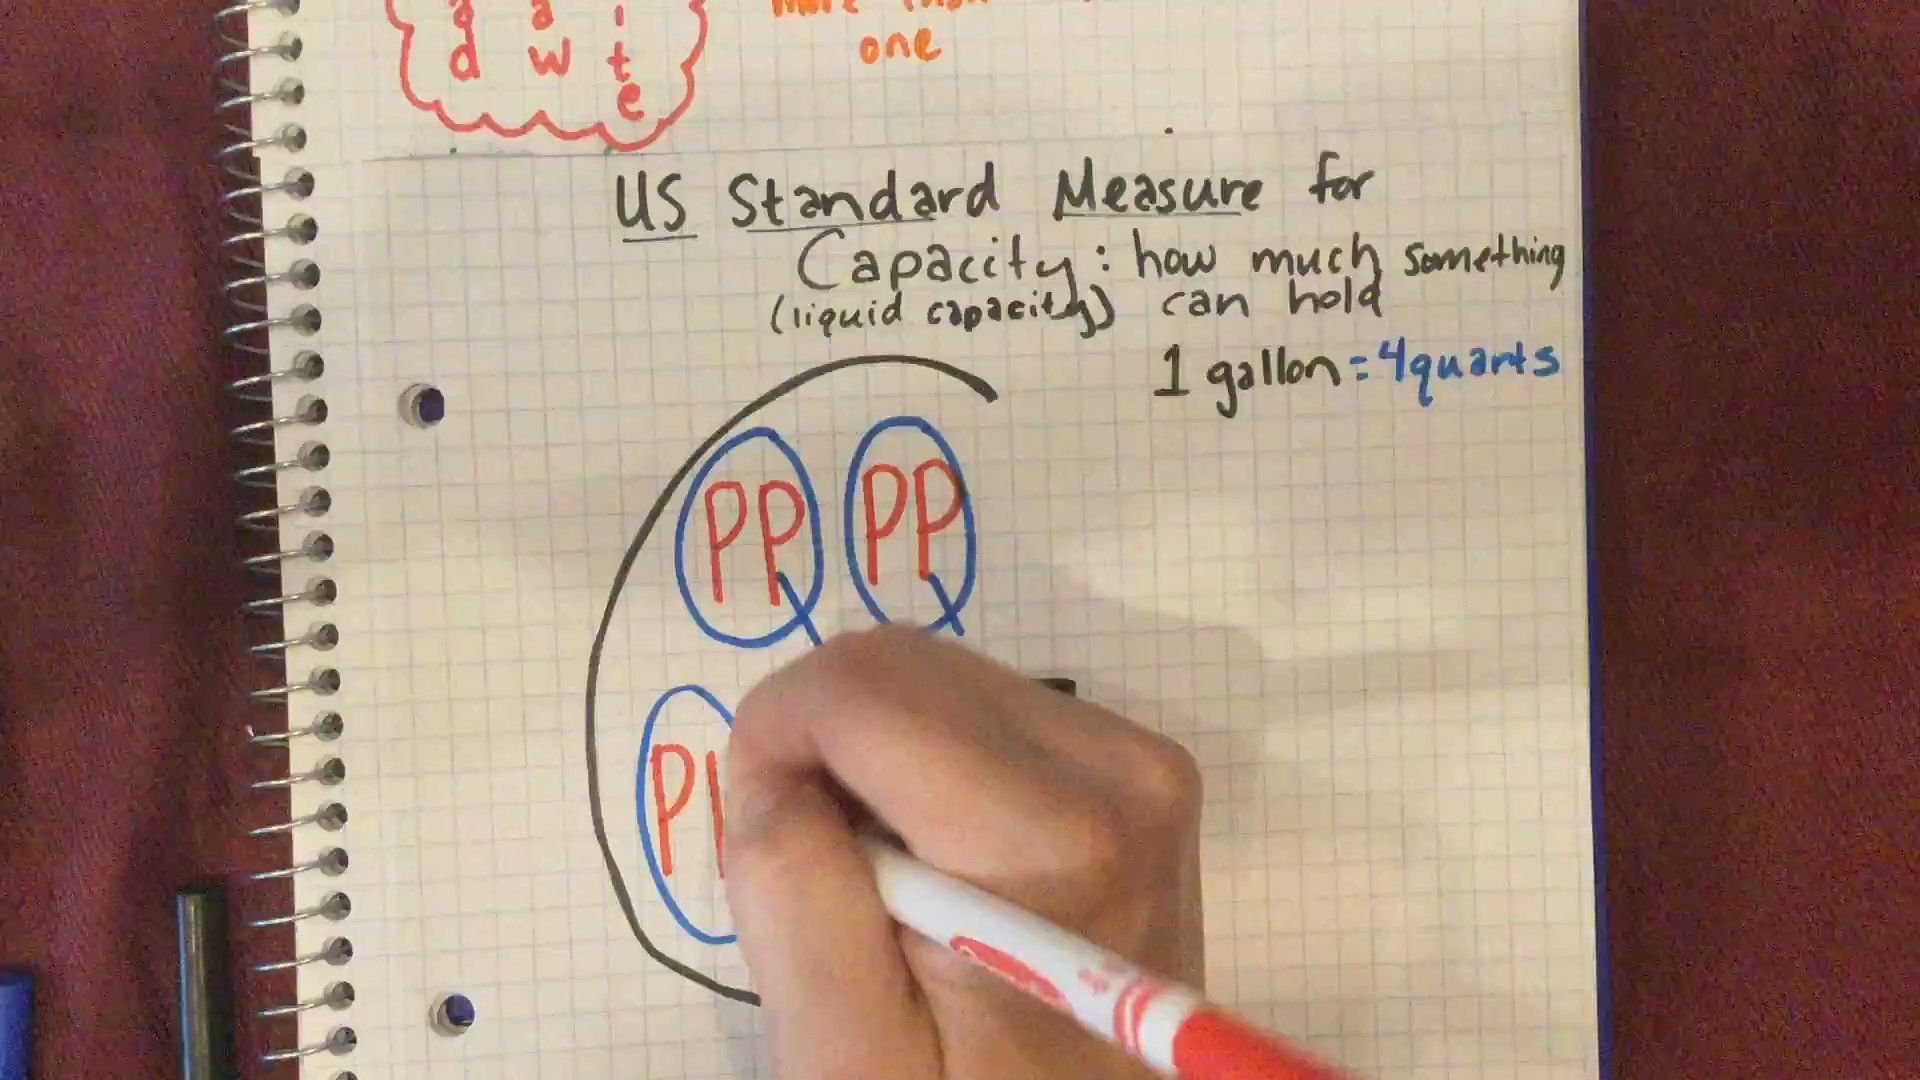 a a i
d w t
e
one
US Standard Measure for
Capacity: how much something
(liquid capacity) can hold
1 gallon = 4 quarts
PP PP
P